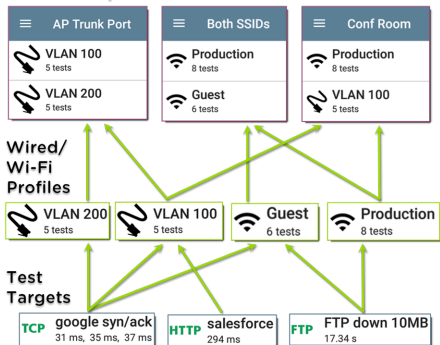 AP Trunk Port
VLAN 100
5 tests
VLAN 200
5 tests
Both SSIDs
Production
8 tests
Guest
6 tests
Conf Room
Production
8 tests
VLAN 100
5 tests
Wired/
Wi-Fi
Profiles
VLAN 200
5 tests
VLAN 100
5 tests
Guest
6 tests
Production
8 tests
Test
Targets
TCP google syn/ack
31 ms, 35 ms, 37 ms
HTTP salesforce
294 ms
FTP FTP down 10MB
17.34 s